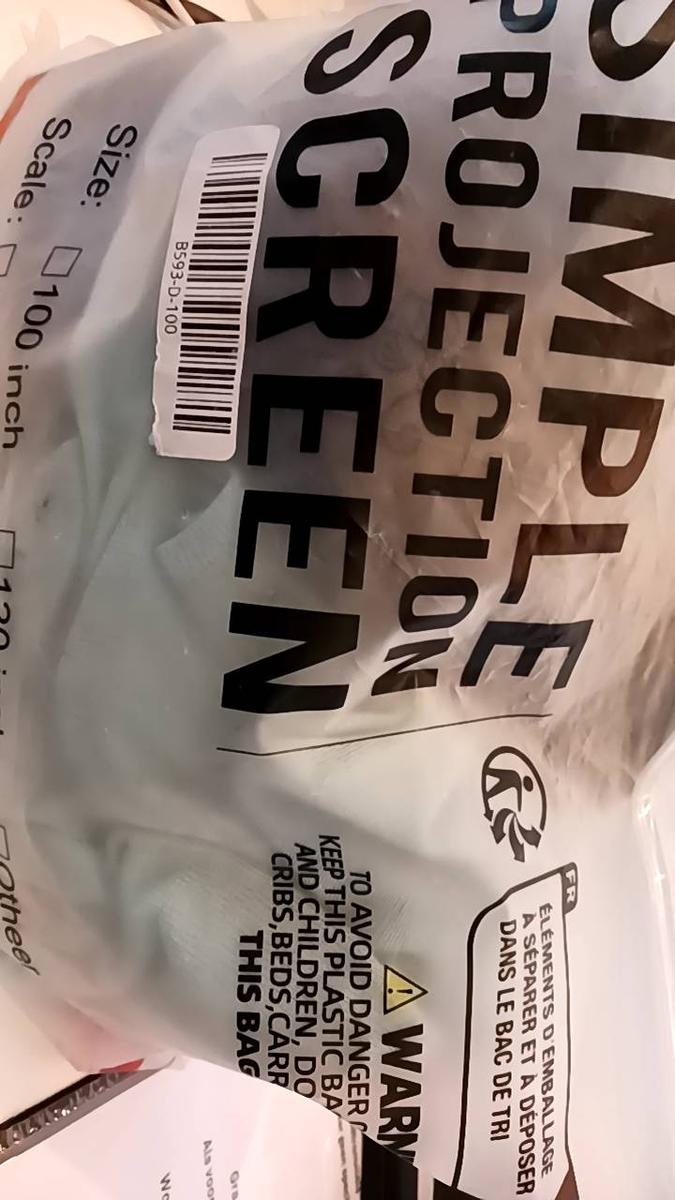 SIMPLE
PROJECTION
SCREEN
B593-D-100
Size:
100 inch
Otheer
Scale:
FR
ÉLÉMENTS D'EMBALLAGE
À SÉPARER ET À DÉPOSER
DANS LE BAC DE TRI
WARN
TO AVOID DANGER
KEEP THIS PLASTIC BA
AND CHILDREN, DO
CRIBS,BEDS,CARR
THIS BAG